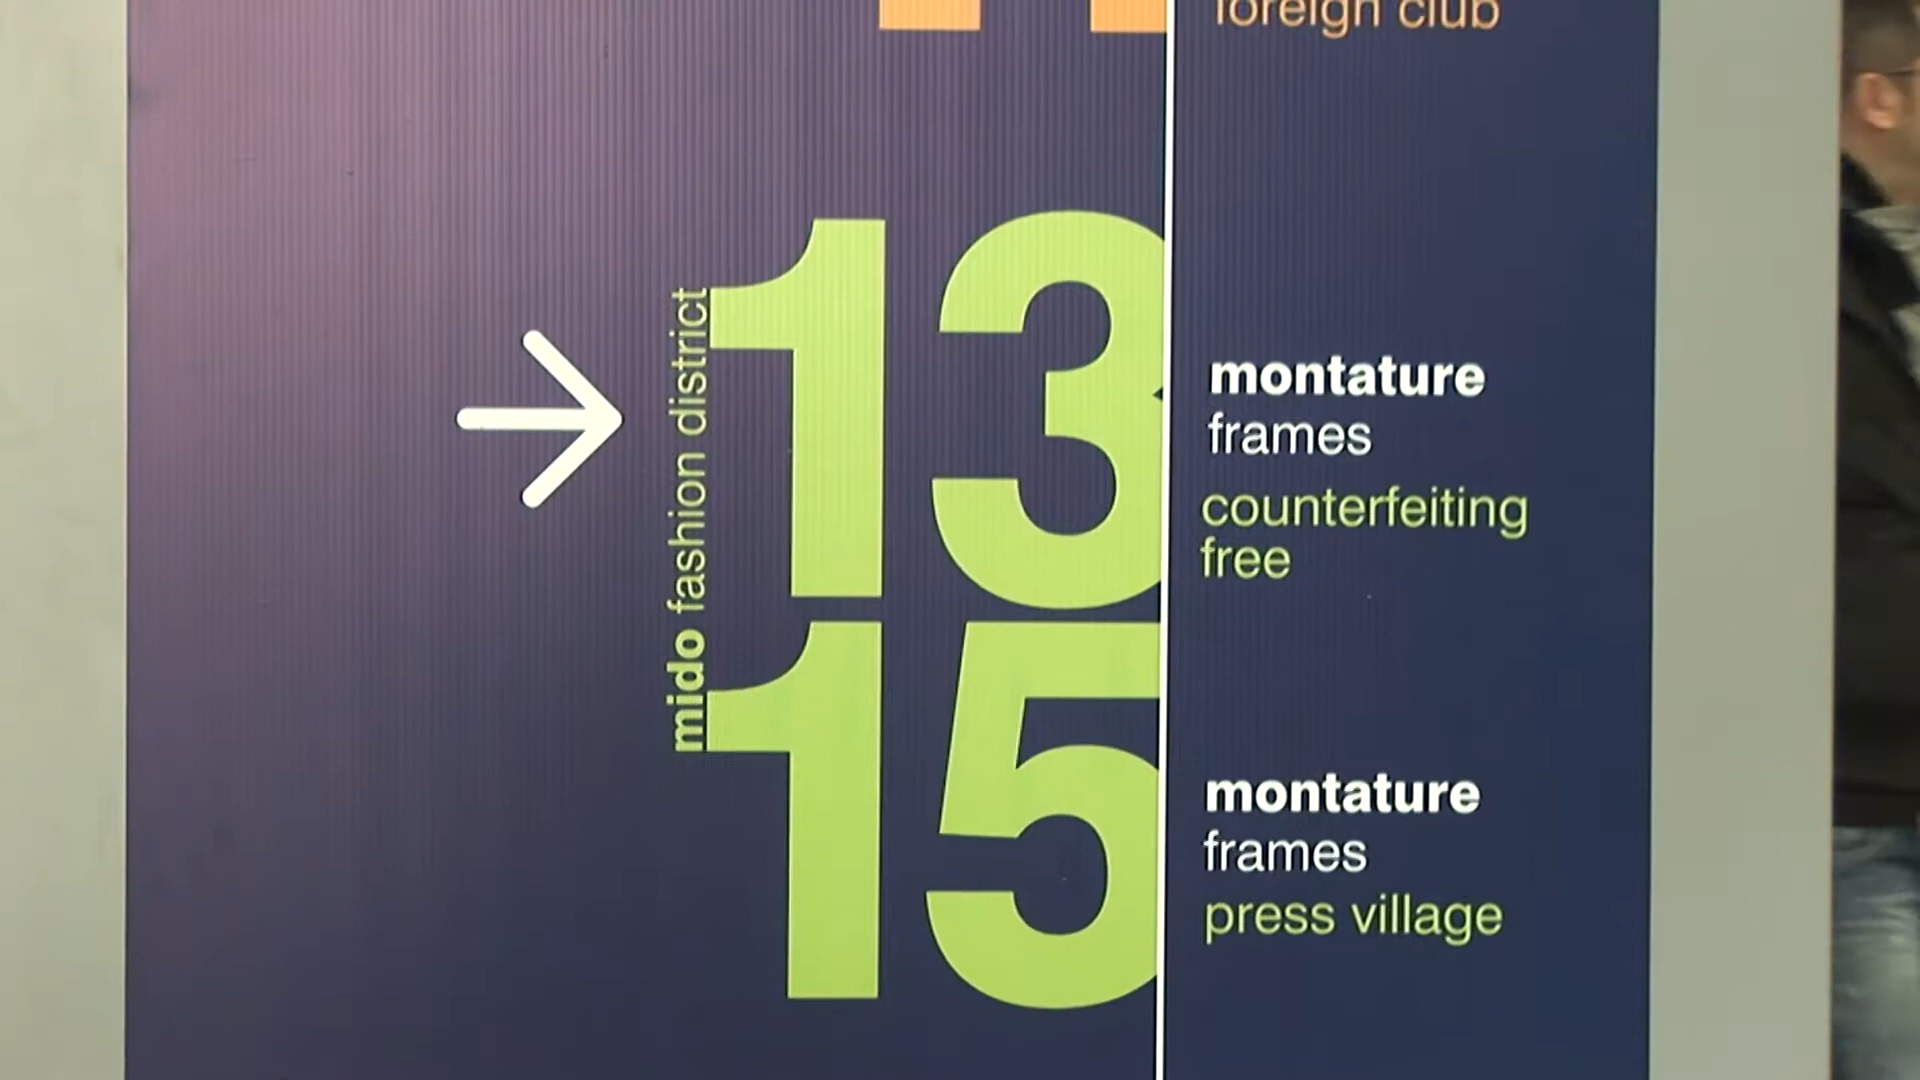 foreign club
mido fashion district
13
montature
frames
counterfeiting
free
15
montature
frames
press village